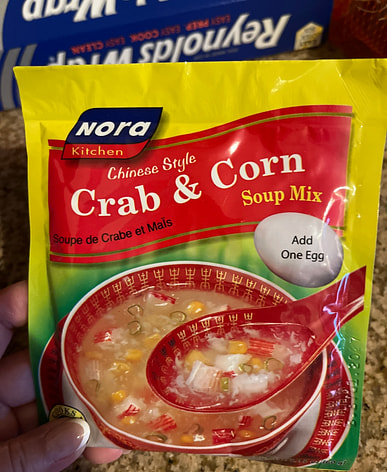 Reynolds Wrap
EASY PREP. EASY COOK. EASY CLEAN.
Wrap
NORA
Kitchen
Chinese Style
Crab & Corn
Soup Mix
Soupe de Crabe et Maïs
Add
One Egg